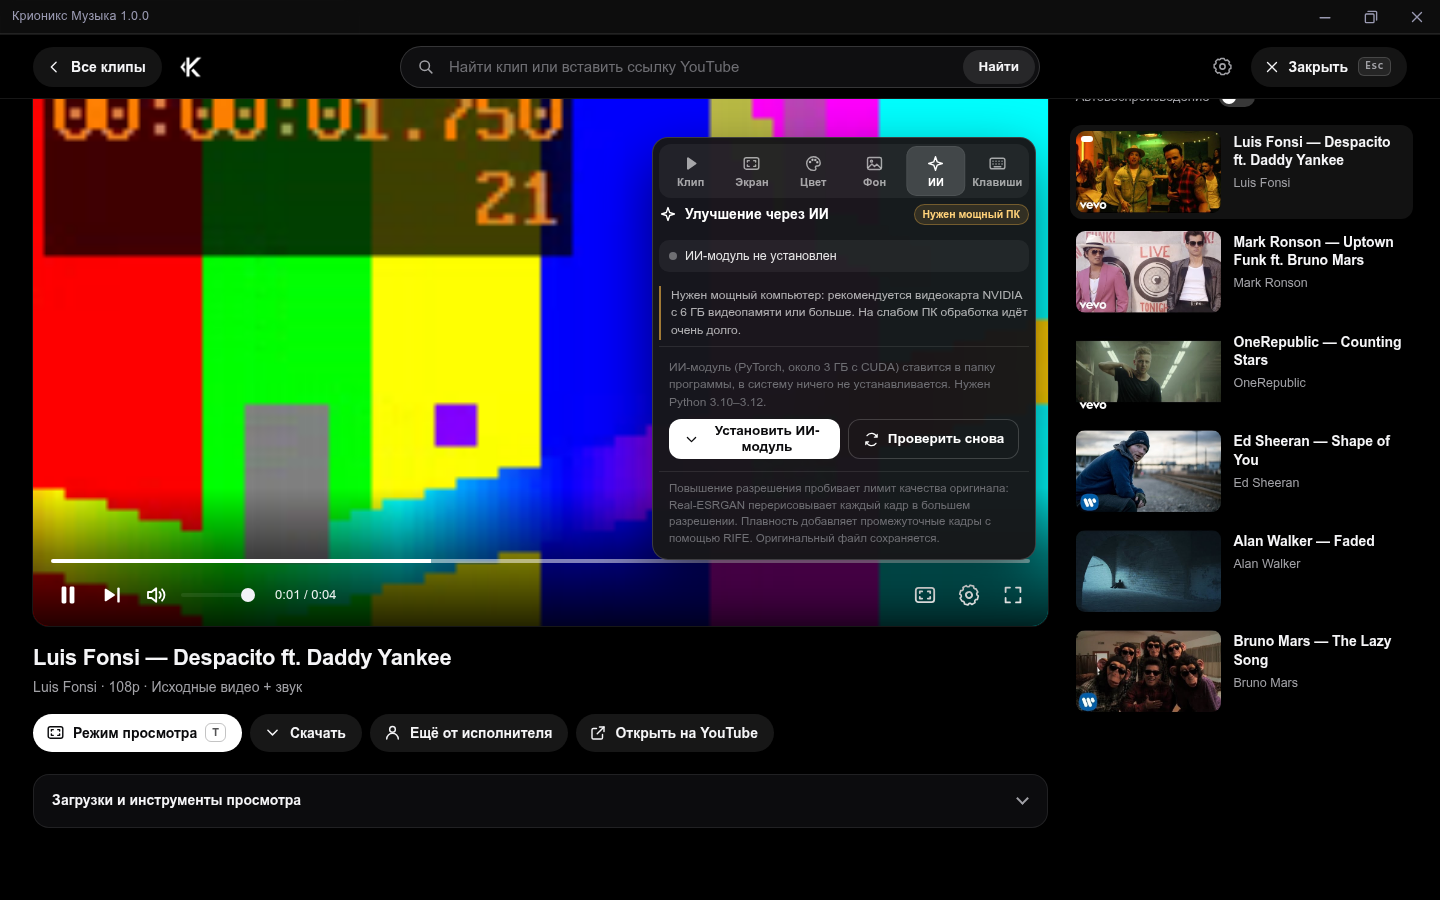 Крионикс Музыка 1.0.0
Все клипы
Найти клип или вставить ссылку YouTube
Найти
Закрыть
Esc
00:00:01.750
21
Клип
Экран
Цвет
Фон
ИИ
Клавиши
Улучшение через ИИ
Нужен мощный ПК
ИИ-модуль не установлен
Нужен мощный компьютер: рекомендуется видеокарта NVIDIA
с 6 ГБ видеопамяти или больше. На слабом ПК обработка идёт
очень долго.
ИИ-модуль (PyTorch, около 3 ГБ с CUDA) ставится в папку
программы, в систему ничего не устанавливается. Нужен
Python 3.10–3.12.
Установить ИИ-
модуль
Проверить снова
Повышение разрешения пробивает лимит качества оригинала:
Real-ESRGAN перерисовывает каждый кадр в большем
разрешении. Плавность добавляет промежуточные кадры с
помощью RIFE. Оригинальный файл сохраняется.
0:01 / 0:04
Luis Fonsi — Despacito ft. Daddy Yankee
Luis Fonsi · 108p · Исходные видео + звук
Режим просмотра
T
Скачать
Ещё от исполнителя
Открыть на YouTube
Загрузки и инструменты просмотра
vevo
Luis Fonsi — Despacito
ft. Daddy Yankee
Luis Fonsi
LIVE
vevo
Mark Ronson — Uptown
Funk ft. Bruno Mars
Mark Ronson
vevo
OneRepublic — Counting
Stars
OneRepublic
Ed Sheeran — Shape of
You
Ed Sheeran
Alan Walker — Faded
Alan Walker
Bruno Mars — The Lazy
Song
Bruno Mars